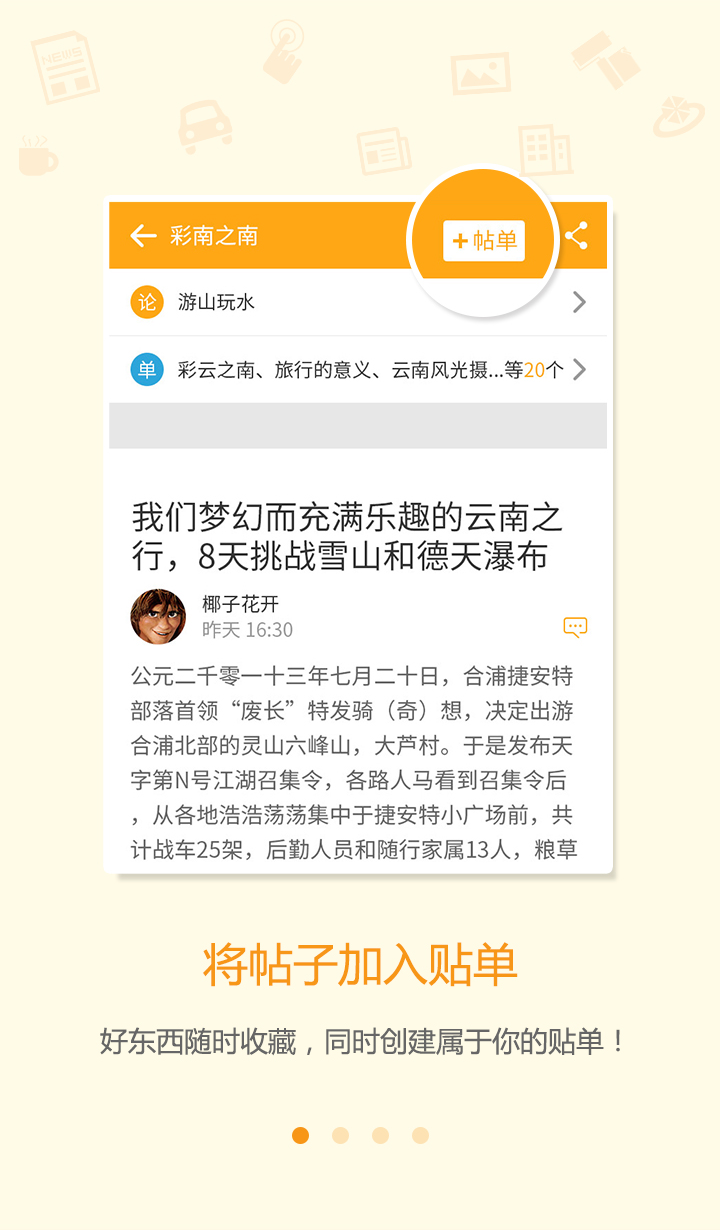 NEWS
彩南之南
+帖单
论 游山玩水
单 彩云之南、旅行的意义、云南风光摄...等20个
我们梦幻而充满乐趣的云南之
行，8天挑战雪山和德天瀑布
椰子花开
昨天 16:30
公元二千零一十三年七月二十日，合浦捷安特
部落首领“废长”特发骑（奇）想，决定出游
合浦北部的灵山六峰山，大芦村。于是发布天
字第N号江湖召集令，各路人马看到召集令后
，从各地浩浩荡荡集中于捷安特小广场前，共
计战车25架，后勤人员和随行家属13人，粮草
将帖子加入贴单
好东西随时收藏，同时创建属于你的贴单！